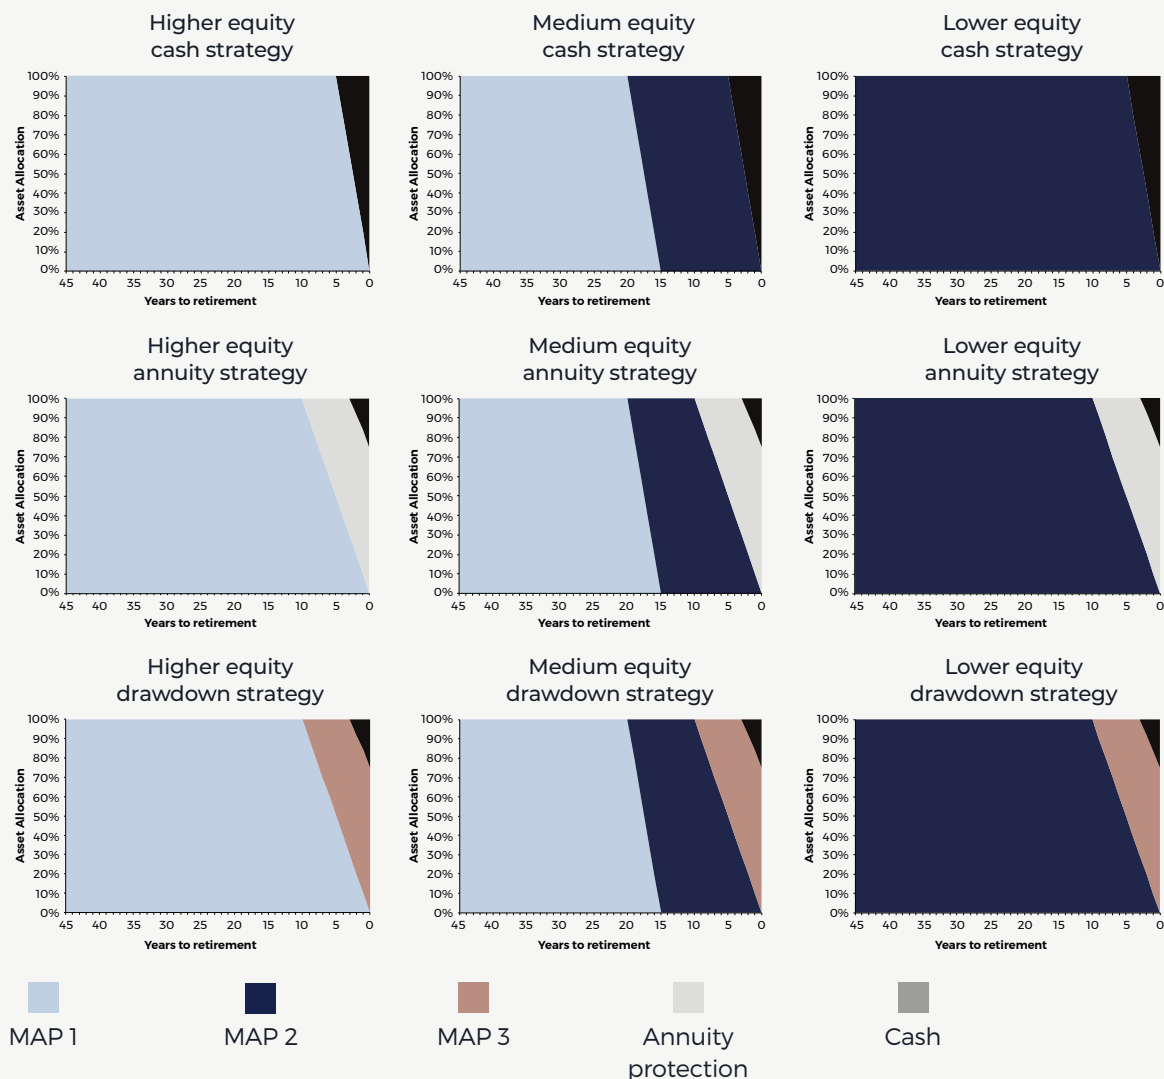 Higher equity
cash strategy
Medium equity
cash strategy
Lower equity
cash strategy
Asset Allocation
100%
90%
80%
70%
60%
50%
40%
30%
20%
10%
0%
45 40 35 30 25 20 15 10 5 0
Years to retirement
Asset Allocation
100%
90%
80%
70%
60%
50%
40%
30%
20%
10%
0%
45 40 35 30 25 20 15 10 5 0
Years to retirement
Asset Allocation
100%
90%
80%
70%
60%
50%
40%
30%
20%
10%
0%
45 40 35 30 25 20 15 10 5 0
Years to retirement
Higher equity
annuity strategy
Medium equity
annuity strategy
Lower equity
annuity strategy
Asset Allocation
100%
90%
80%
70%
60%
50%
40%
30%
20%
10%
0%
45 40 35 30 25 20 15 10 5 0
Years to retirement
Asset Allocation
100%
90%
80%
70%
60%
50%
40%
30%
20%
10%
0%
45 40 35 30 25 20 15 10 5 0
Years to retirement
Asset Allocation
100%
90%
80%
70%
60%
50%
40%
30%
20%
10%
0%
45 40 35 30 25 20 15 10 5 0
Years to retirement
Higher equity
drawdown strategy
Medium equity
drawdown strategy
Lower equity
drawdown strategy
Asset Allocation
100%
90%
80%
70%
60%
50%
40%
30%
20%
10%
0%
45 40 35 30 25 20 15 10 5 0
Years to retirement
Asset Allocation
100%
90%
80%
70%
60%
50%
40%
30%
20%
10%
0%
45 40 35 30 25 20 15 10 5 0
Years to retirement
Asset Allocation
100%
90%
80%
70%
60%
50%
40%
30%
20%
10%
0%
45 40 35 30 25 20 15 10 5 0
Years to retirement
MAP 1
MAP 2
MAP 3
Annuity
protection
Cash